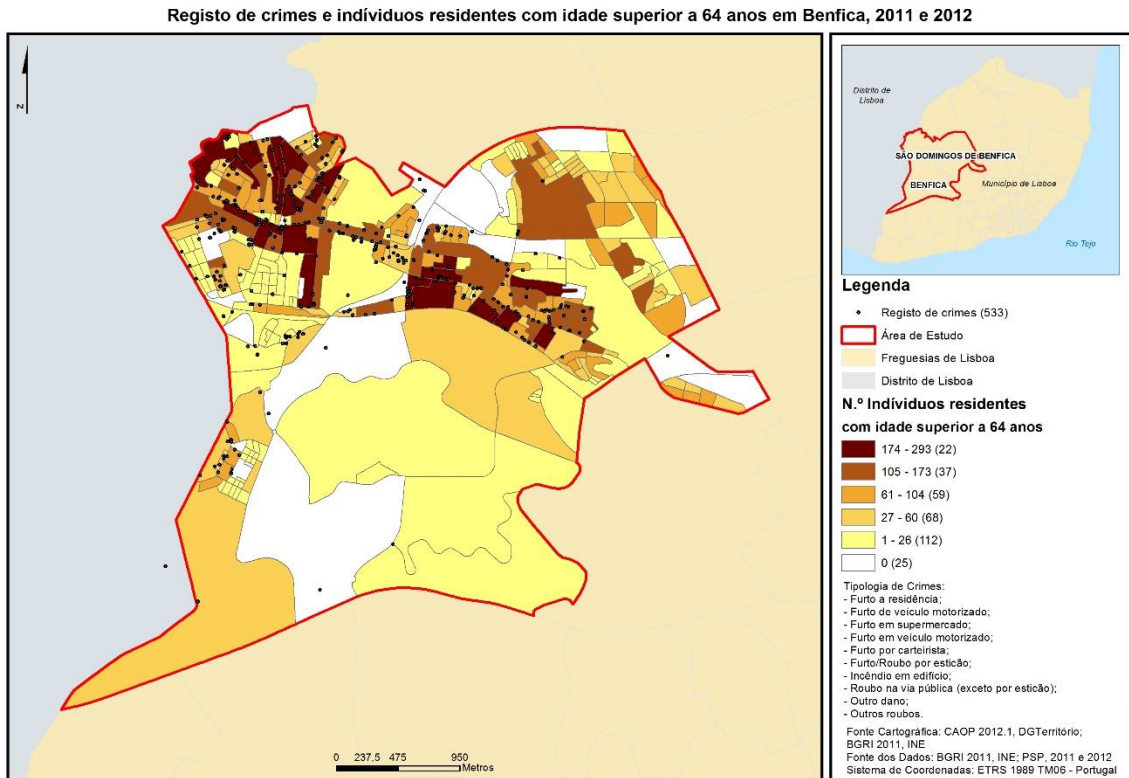 Registo de crimes e indivíduos residentes com idade superior a 64 anos em Benfica, 2011 e 2012
N
0 237,5 475 950
Metros
Distrito de
Lisboa
SÃO DOMINGOS DE BENFICA
BENFICA
Município de Lisboa
Rio Tejo
Legenda
Registo de crimes (533)
Área de Estudo
Freguesias de Lisboa
Distrito de Lisboa
N.º Indíviduos residentes
com idade superior a 64 anos
174 - 293 (22)
105 - 173 (37)
61 - 104 (59)
27 - 60 (68)
1 - 26 (112)
0 (25)
Tipologia de Crimes:
- Furto a residência;
- Furto de veículo motorizado;
- Furto em supermercado;
- Furto em veículo motorizado;
- Furto por carteirista;
- Furto/Roubo por esticão;
- Incêndio em edifício;
- Roubo na via pública (exceto por esticão);
- Outro dano;
- Outros roubos.
Fonte Cartográfica: CAOP 2012.1, DGTerritório;
BGRI 2011, INE
Fonte dos Dados: BGRI 2011, INE; PSP, 2011 e 2012
Sistema de Coordenadas: ETRS 1989 TM06 - Portugal